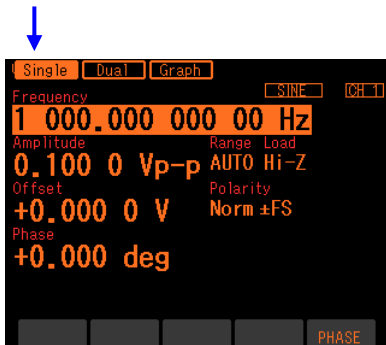 Single Dual Graph
SINE CH 1
Frequency
1 000.000 000 00 Hz
Amplitude Range Load
0.100 0 Vp-p AUTO Hi-Z
Offset Polarity
+0.000 0 V Norm ±FS
Phase
+0.000 deg
PHASE